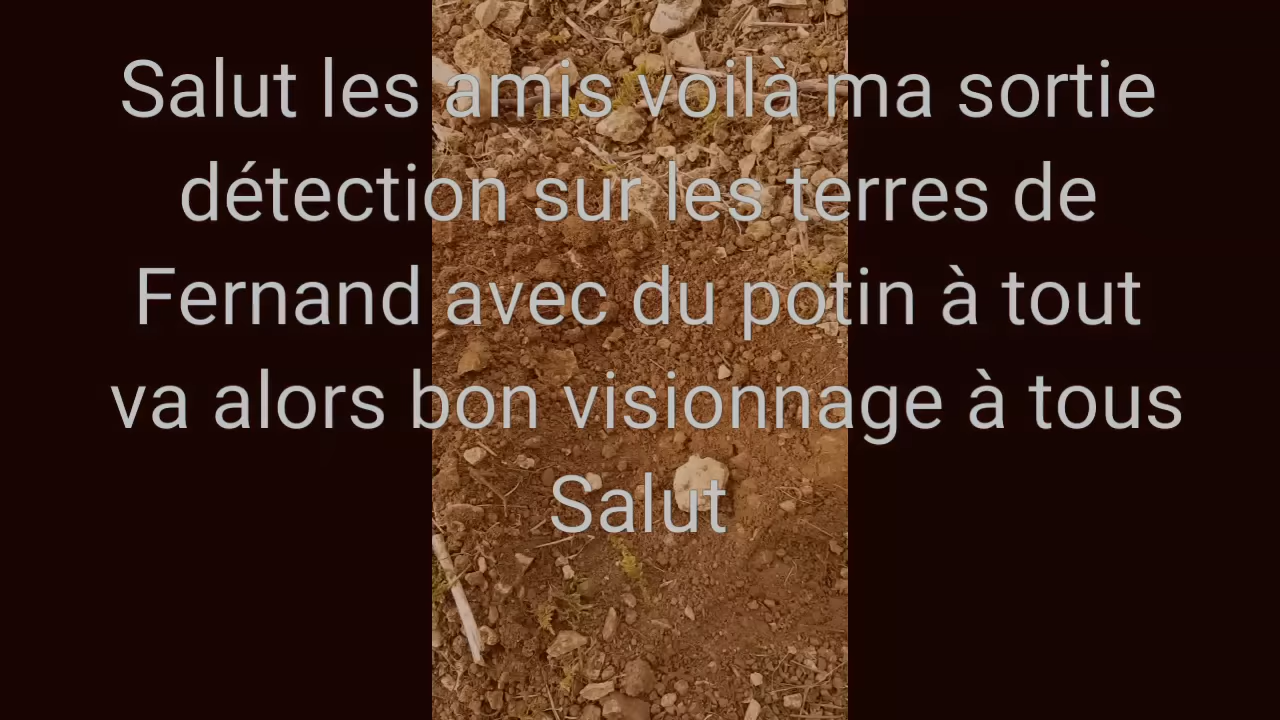 Salut les amis voilà ma sortie
détection sur les terres de
Fernand avec du potin à tout
va alors bon visionnage à tous
Salut